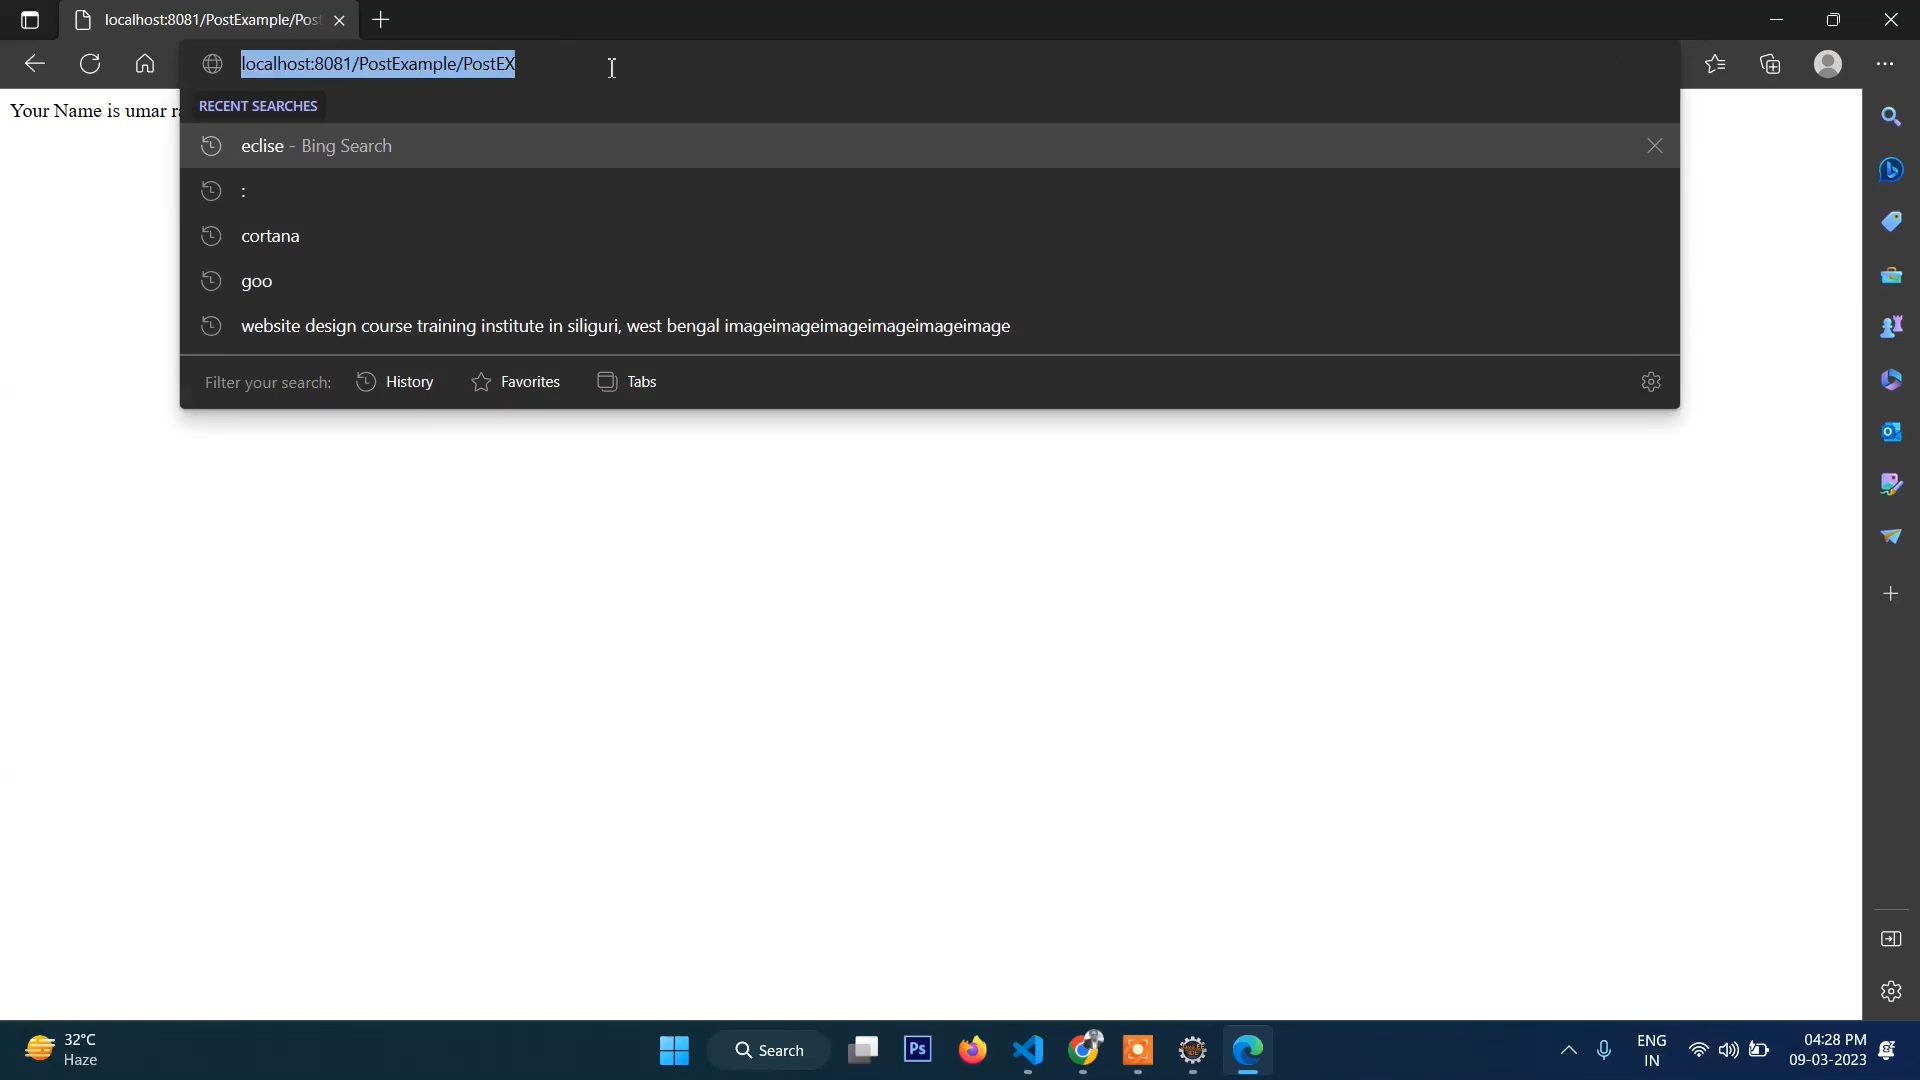 localhost:8081/PostExample/Post
localhost:8081/PostExample/PostEX
Your Name is umar
RECENT SEARCHES
eclise - Bing Search
:
cortana
goo
website design course training institute in siliguri, west bengal imageimageimageimageimageimage
Filter your search: History Favorites Tabs
32°C
Haze
Search
Ps
ENG
IN
04:28 PM
09-03-2023